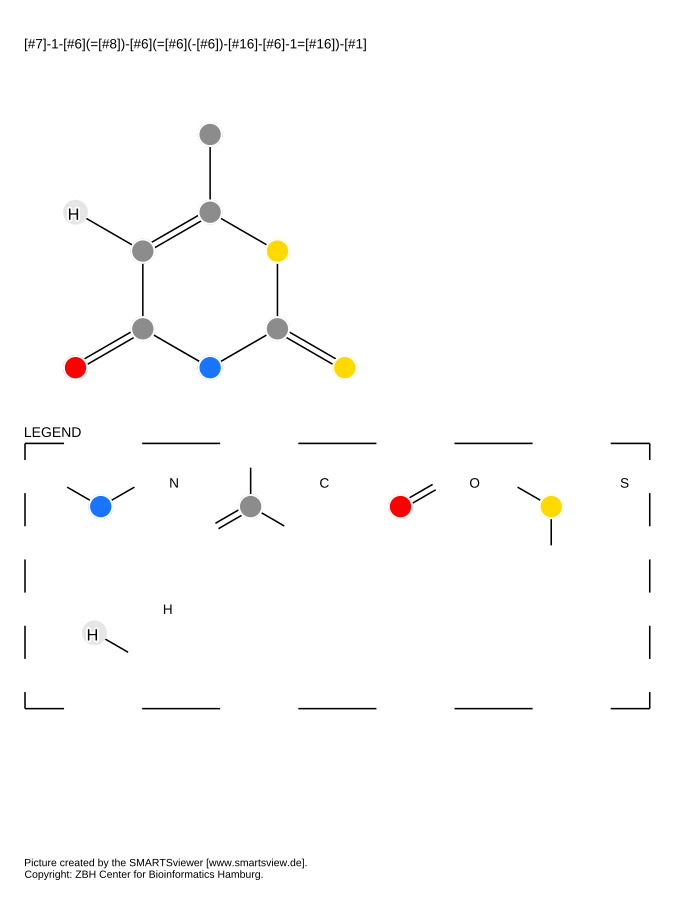 [#7]-1-[#6](=[#8])-[#6](=[#6](-[#6])-[#16]-[#6]-1=[#16])-[#1]
H
LEGEND
N
C
O
S
H
H
Picture created by the SMARTSviewer [www.smartsview.de].
Copyright: ZBH Center for Bioinformatics Hamburg.